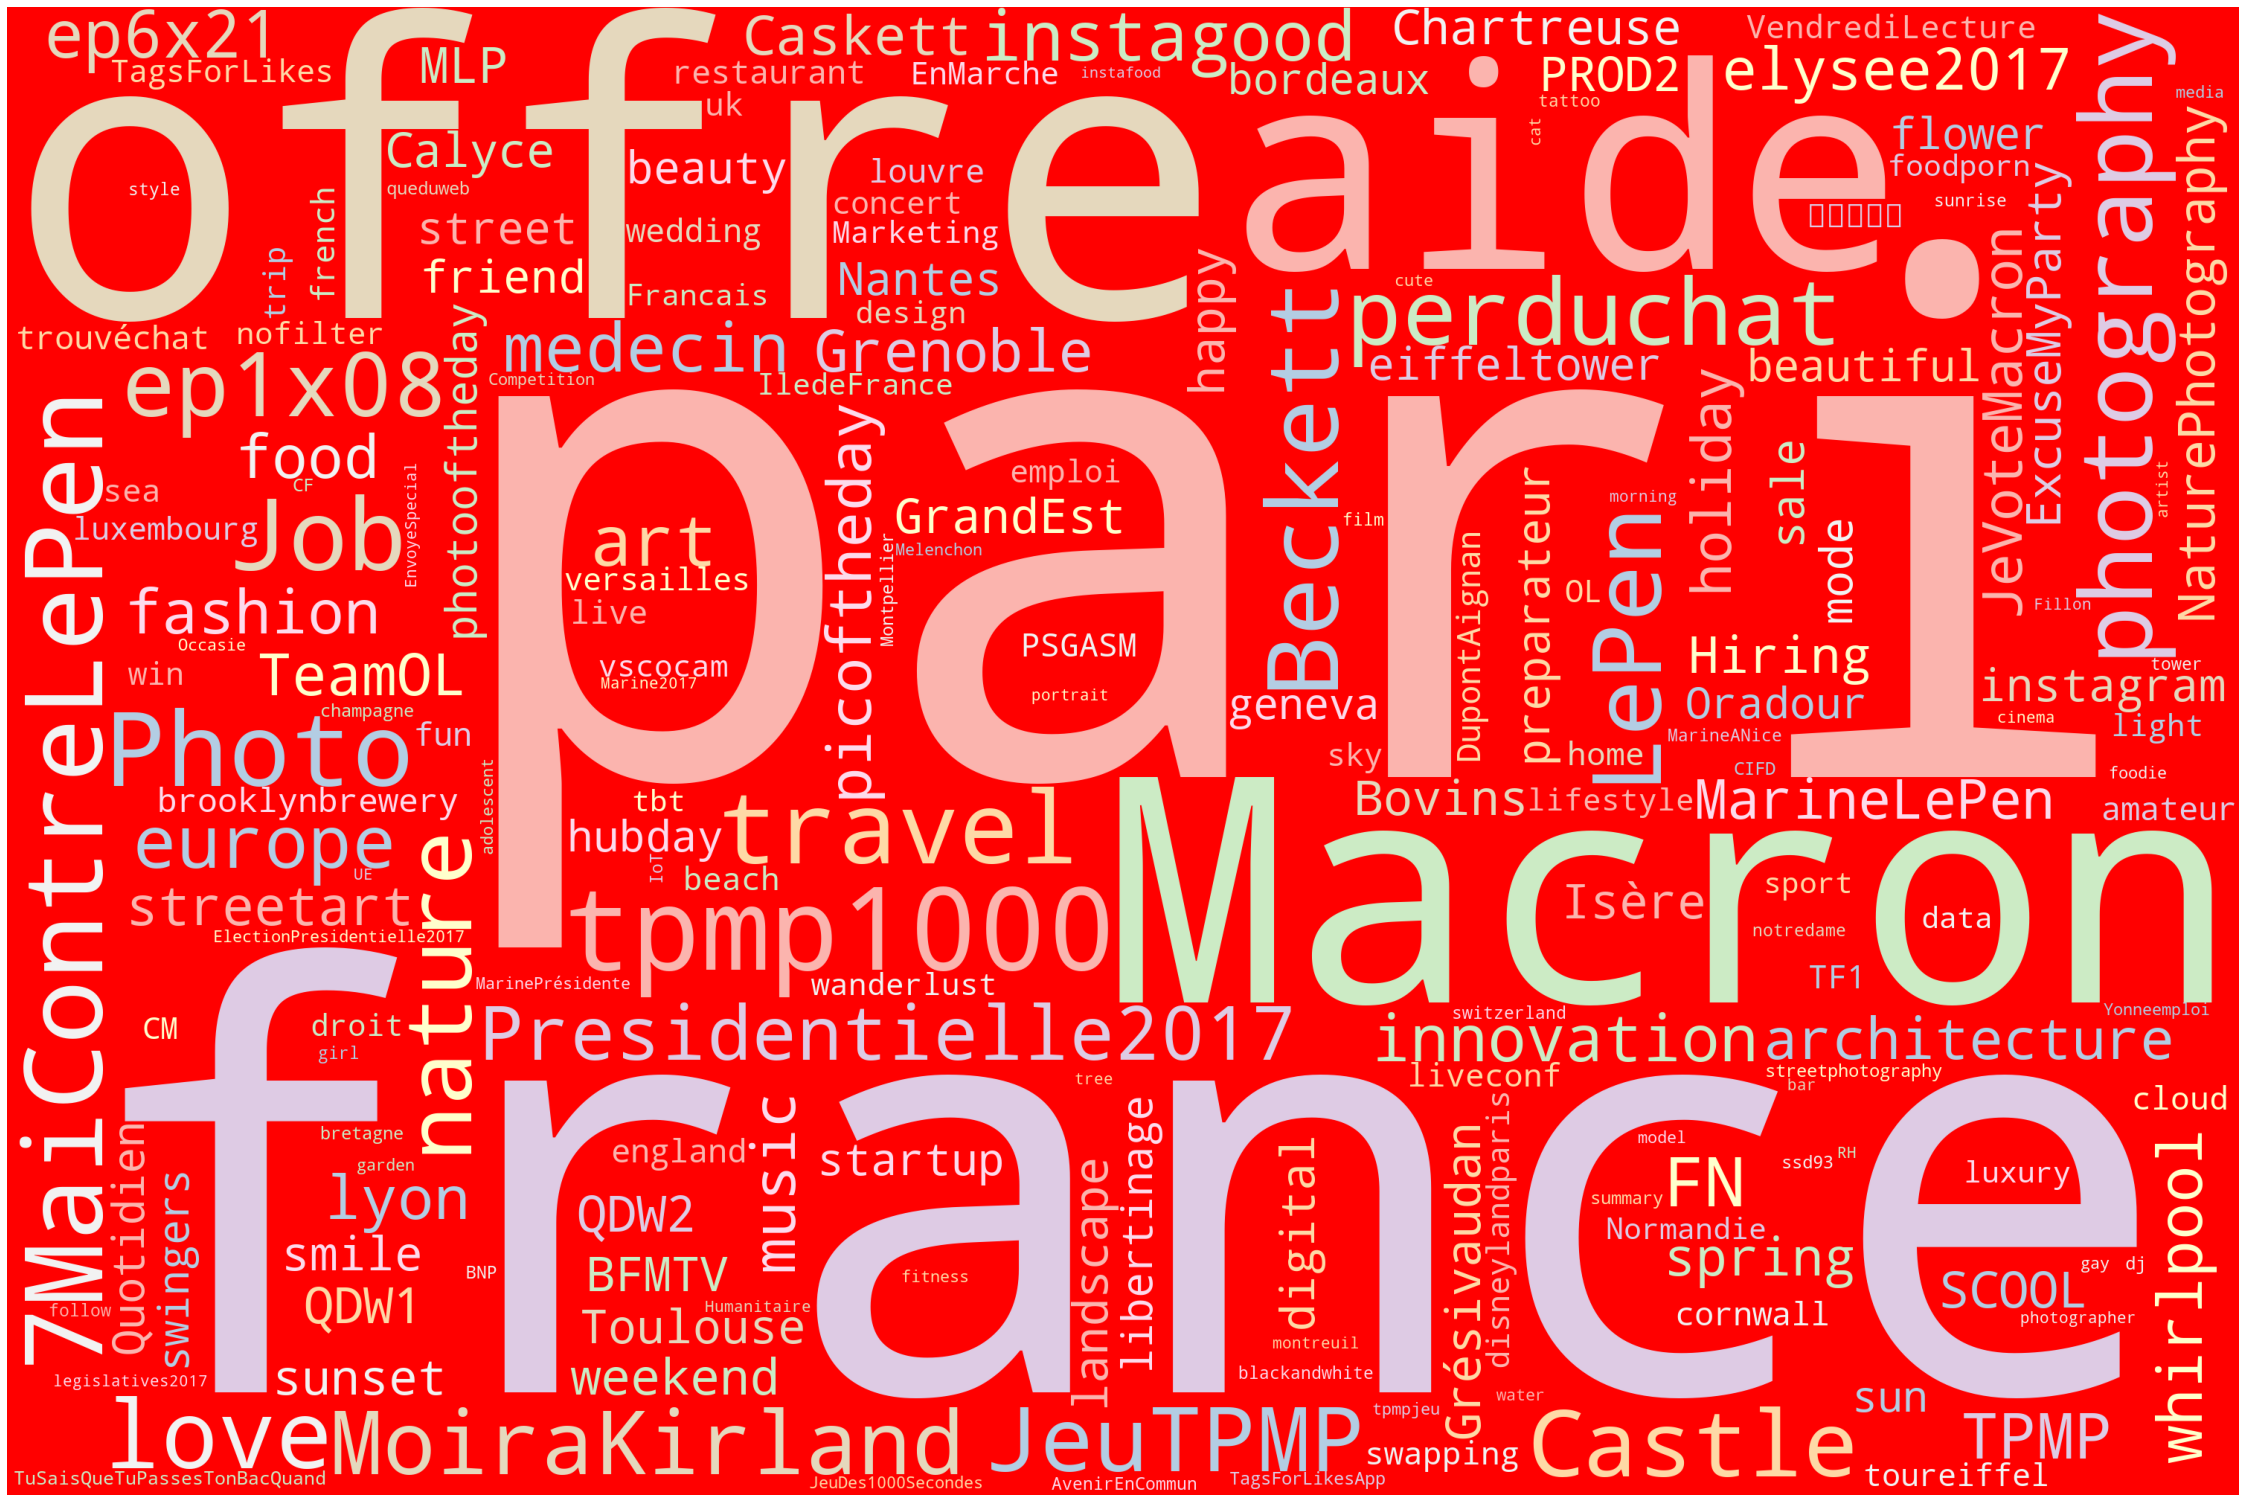 ep6x21
Caskett
instagood
Chartreuse
VendrediLecture
TagsForLikes
MLP
restaurant
EnMarche
instafood
bordeaux
PROD2
elysee2017
photography
offre
aide.
uk
tattoo
cat
media
NaturePhotography
Calyce
beauty
louvre
flower
foodporn
style
queduweb
french
street
wedding
concert
Marketing
sunrise
ExcuseMyParty
trip
friend
Francais
Nantes
design
happy
Beckett
cute
perduchat
JeVoteMacron
trouvéchat
nofilter
photooftheday
medecin
Grenoble
eiffeltower
beautiful
ep1x08
Competition
IledeFrance
holiday
pari
7MaiContreLePen
food
picoftheday
emploi
preparateur
sale
sea
CF
EnvoyeSpecial
art
GrandEst
film
morning
mode
artist
luxembourg
Job
versailles
Melenchon
Montpellier
DupontAignan
LePen
OL
fashion
live
Fillon
Occasie
PSGASM
Hiring
win
TeamOL
vscocam
Marine2017
portrait
geneva
Oradour
instagram
tower
champagne
Photo
fun
sky
home
MarineANice
cinema
light
adolescent
CIFD
foodie
brooklynbrewery
tbt
travel
Bovins
lifestyle
MarineLePen
amateur
europe
hubday
Macron
UE
nature
IoT
beach
streetart
tpmp1000
Isère
sport
data
ElectionPresidentielle2017
notredame
MarinePrésidente
wanderlust
TF1
CM
droit
Presidentielle2017
switzerland
Yonneemploi
girl
innovation
architecture
france
tree
liveconf
streetphotography
bar
cloud
bretagne
Quotidien
music
libertinage
disneylandparis
Grésivaudan
model
whirlpool
garden
england
startup
landscape
digital
FN
ssd93
RH
luxury
swingers
lyon
QDW2
summary
Normandie
smile
BNP
BFMTV
fitness
spring
gay
dj
follow
QDW1
Toulouse
Humanitaire
cornwall
SCOOL
photographer
montreuil
legislatives2017
sunset
weekend
blackandwhite
water
sun
love
MoiraKirland
JeuTPMP
tpmpjeu
Castle
TPMP
swapping
toureiffel
TuSaisQueTuPassesTonBacQuand
JeuDes1000Secondes
AvenirEnCommun
TagsForLikesApp